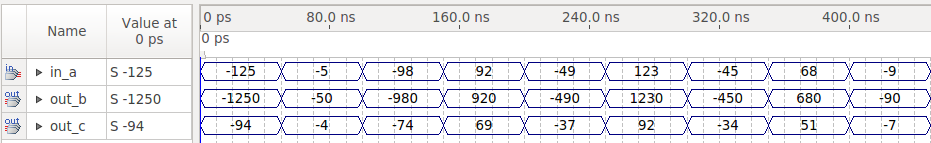 Name Value at 0 ps 0 ps 80.0 ns 160.0 ns 240.0 ns 320.0 ns 400.0 ns
0 ps
in in_a S -125 -125 -5 -98 92 -49 123 -45 68 -9
out out_b S -1250 -1250 -50 -980 920 -490 1230 -450 680 -90
out out_c S -94 -94 -4 -74 69 -37 92 -34 51 -7